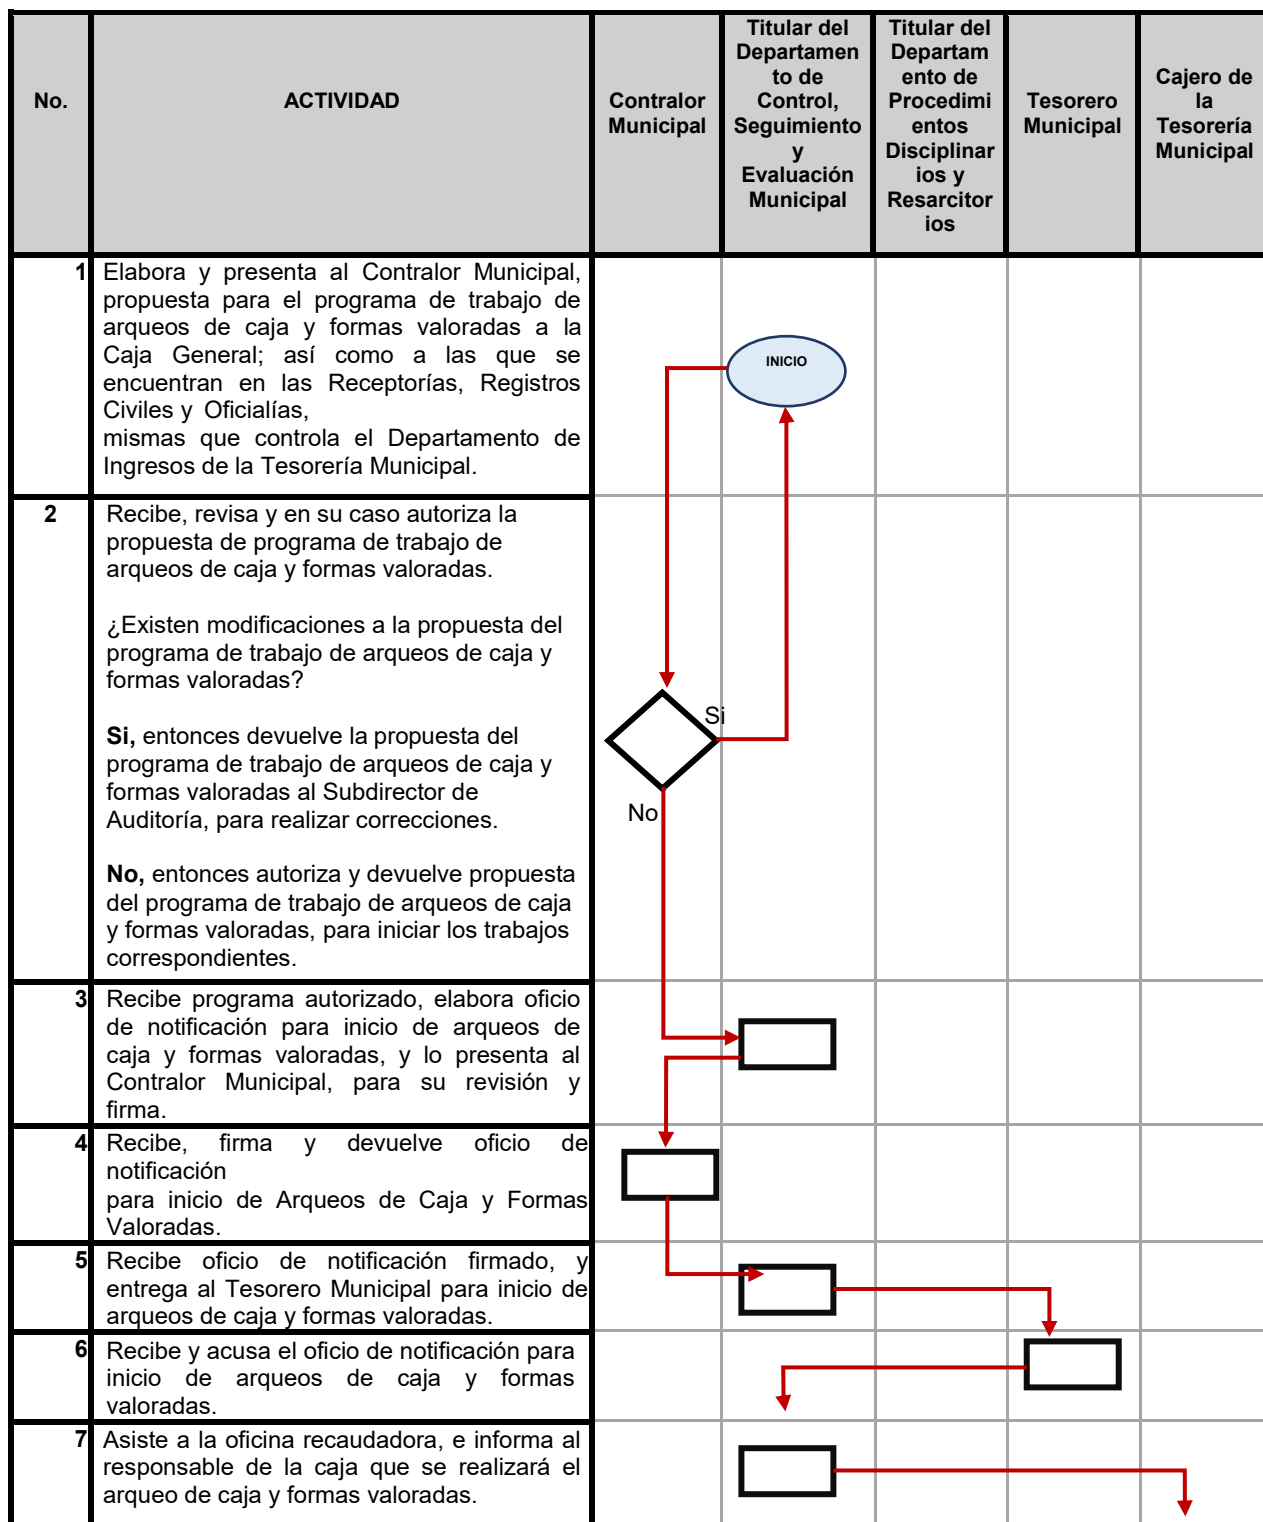 No.
ACTIVIDAD
Contralor
Municipal
Titular del
Departamen
to de
Control,
Seguimiento
y
Evaluación
Municipal
Titular del
Departam
ento de
Procedimi
entos
Disciplinar
ios y
Resarcitor
ios
Tesorero
Municipal
Cajero de
la
Tesorería
Municipal
1
Elabora y presenta al Contralor Municipal,
propuesta para el programa de trabajo de
arqueos de caja y formas valoradas a la
Caja General; así como a las que se
encuentran en las Receptorías, Registros
Civiles y Oficialías,
mismas que controla el Departamento de
Ingresos de la Tesorería Municipal.
INICIO
2
Recibe, revisa y en su caso autoriza la
propuesta de programa de trabajo de
arqueos de caja y formas valoradas.
¿Existen modificaciones a la propuesta del
programa de trabajo de arqueos de caja y
formas valoradas?
Si, entonces devuelve la propuesta del
programa de trabajo de arqueos de caja y
formas valoradas al Subdirector de
Auditoría, para realizar correcciones.
No, entonces autoriza y devuelve propuesta
del programa de trabajo de arqueos de caja
y formas valoradas, para iniciar los trabajos
correspondientes.
Si
No
3
Recibe programa autorizado, elabora oficio
de notificación para inicio de arqueos de
caja y formas valoradas, y lo presenta al
Contralor Municipal, para su revisión y
firma.
4
Recibe, firma y devuelve oficio de
notificación
para inicio de Arqueos de Caja y Formas
Valoradas.
5
Recibe oficio de notificación firmado, y
entrega al Tesorero Municipal para inicio de
arqueos de caja y formas valoradas.
6
Recibe y acusa el oficio de notificación para
inicio de arqueos de caja y formas
valoradas.
7
Asiste a la oficina recaudadora, e informa al
responsable de la caja que se realizará el
arqueo de caja y formas valoradas.